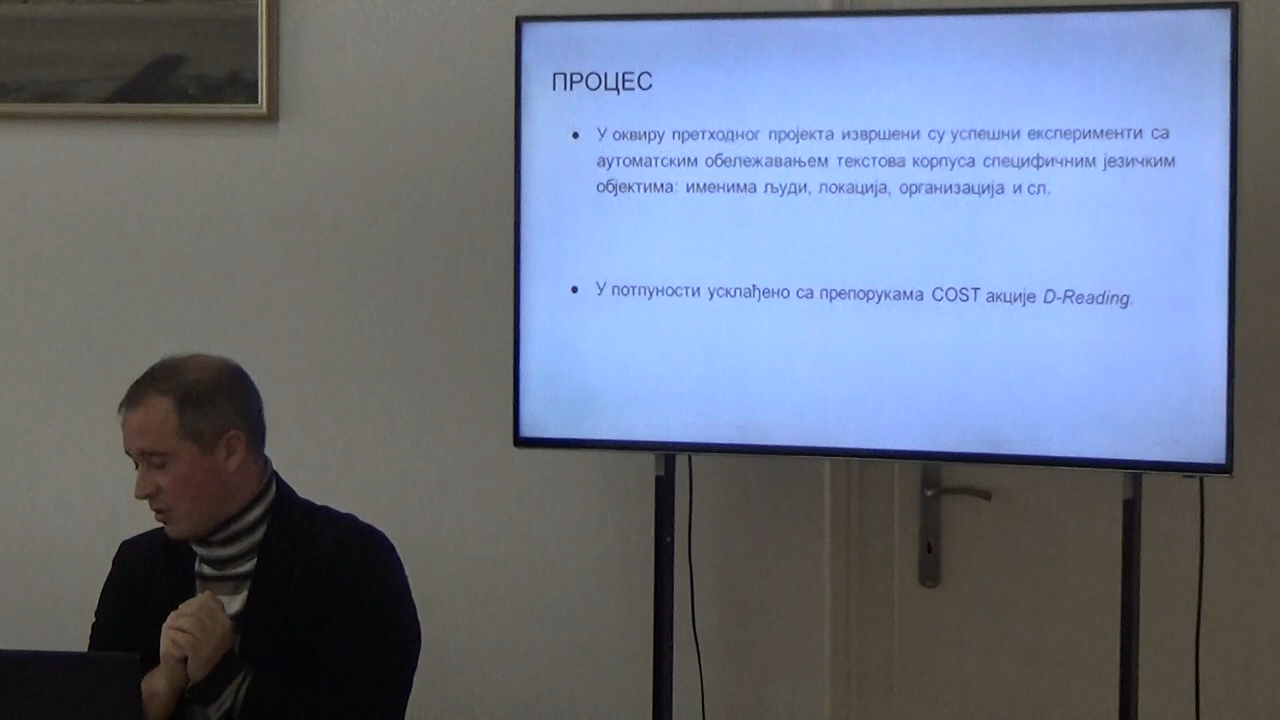 ПРОЦЕС
• У оквиру претходног пројекта извршени су успешни експерименти са
аутоматским обележавањем текстова корпуса специфичним језичким
објектима: именима људи, локација, организација и сл.
• У потпуности усклађено са препорукама COST акције D-Reading.